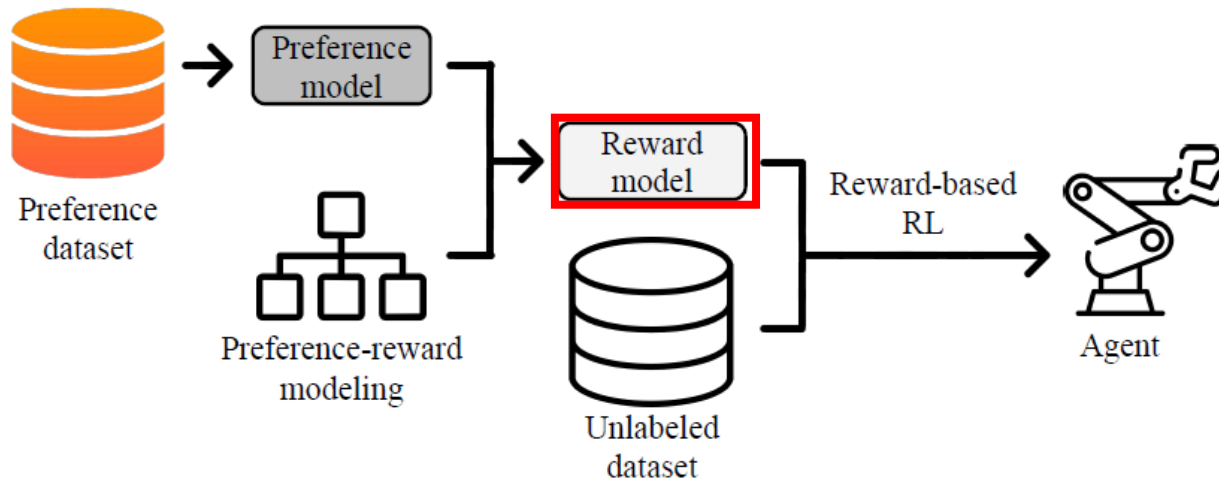 Preference
model
Preference
dataset
Preference-reward
modeling
Reward
model
Unlabeled
dataset
Reward-based
RL
Agent